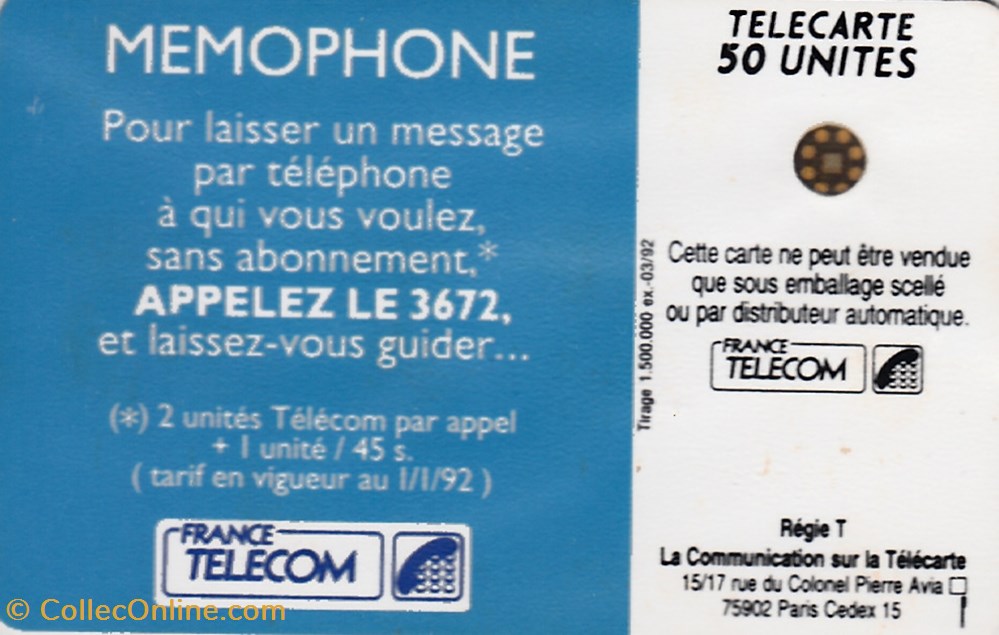 MEMOPHONE
Pour laisser un message
par téléphone
à qui vous voulez,
sans abonnement,*
APPELEZ LE 3672,
et laissez-vous guider...
(*) 2 unités Télécom par appel
+ 1 unité / 45 s.
( tarif en vigueur au 1/1/92 )
FRANCE
TELECOM
TELECARTE
50 UNITES
Tirage 1.500.000 ex.-03/92
Cette carte ne peut être vendue
que sous emballage scellé
ou par distributeur automatique.
FRANCE
TELECOM
Régie T
La Communication sur la Télécarte
15/17 rue du Colonel Pierre Avia
75902 Paris Cedex 15
© CollecOnline.com